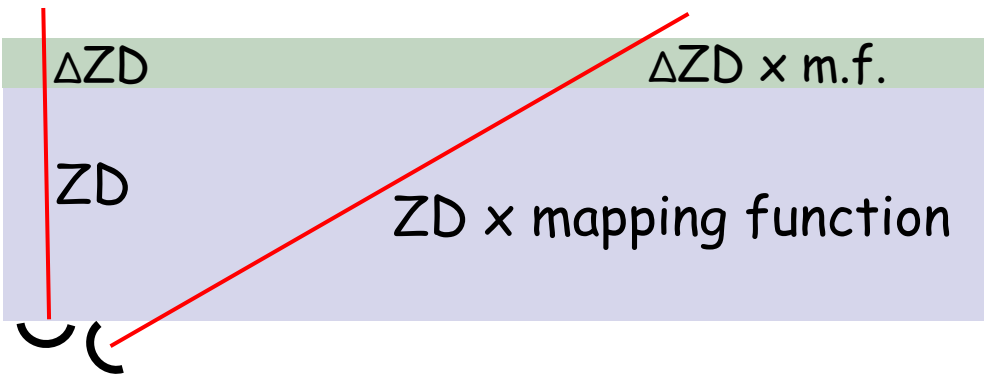 ΔZD
ΔZD x m.f.
ZD
ZD x mapping function